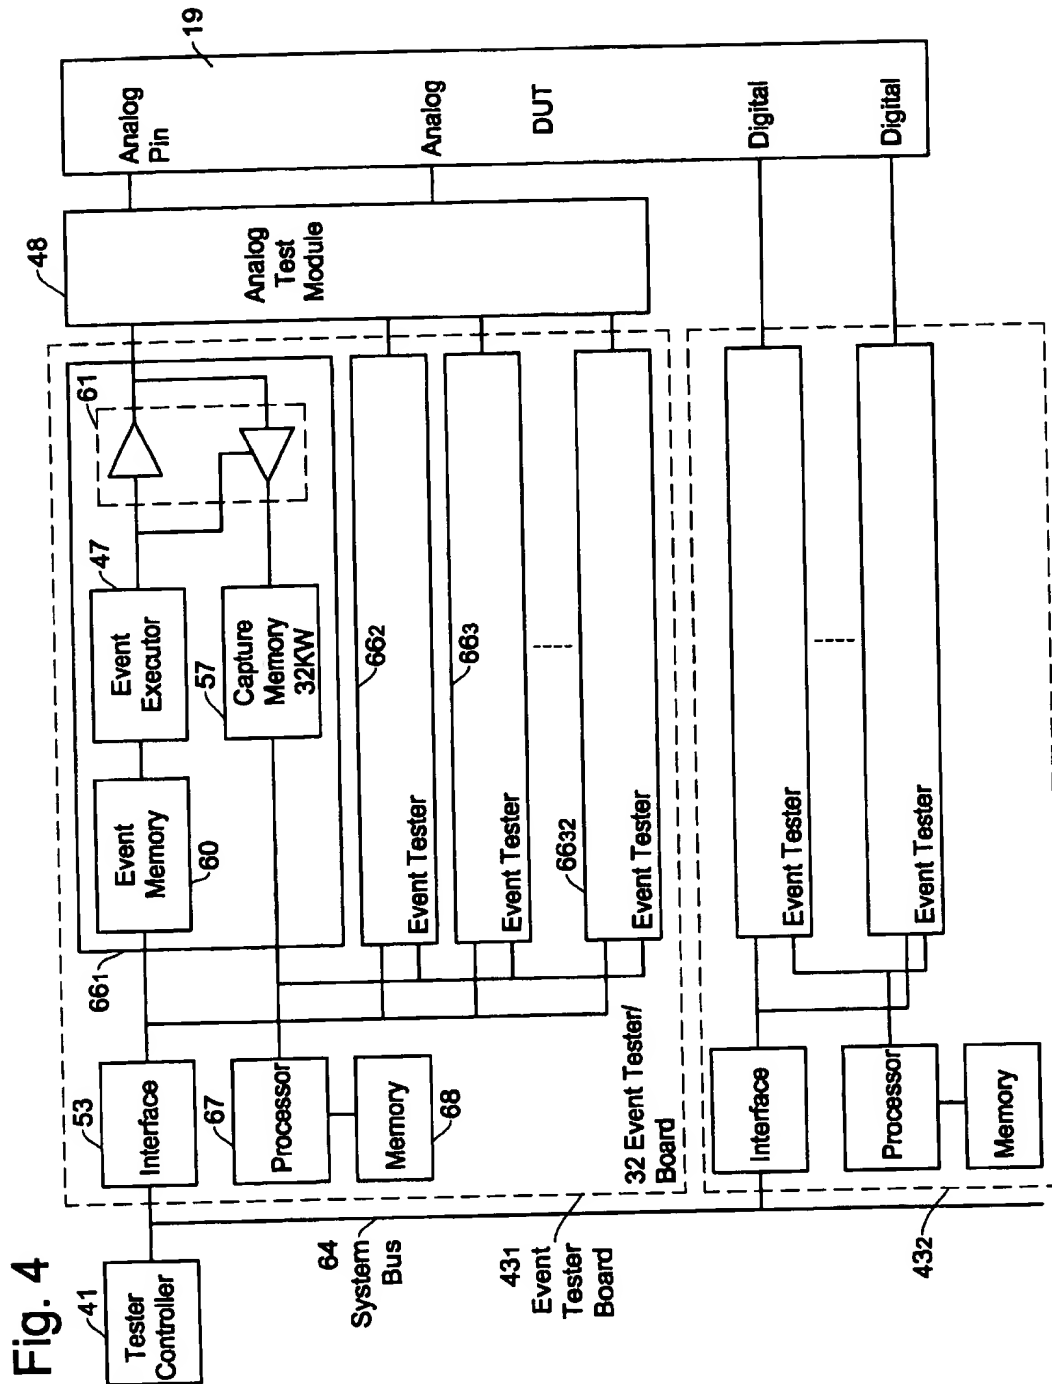 Fig. 4
41
Tester
Controller
64
System
Bus
43₁
Event
Tester
Board
43₂
53
Interface
67
Processor
Memory
68
32 Event Tester/
Board
66₁
Event
Memory
60
47
Event
Executor
57
Capture
Memory
32KW
61
66₂
Event Tester
66₃
Event Tester
66₃₂
Event Tester
48
Analog
Test
Module
19
Analog
Pin
Analog
DUT
Digital
Digital
Interface
Processor
Memory
Event Tester
Event Tester